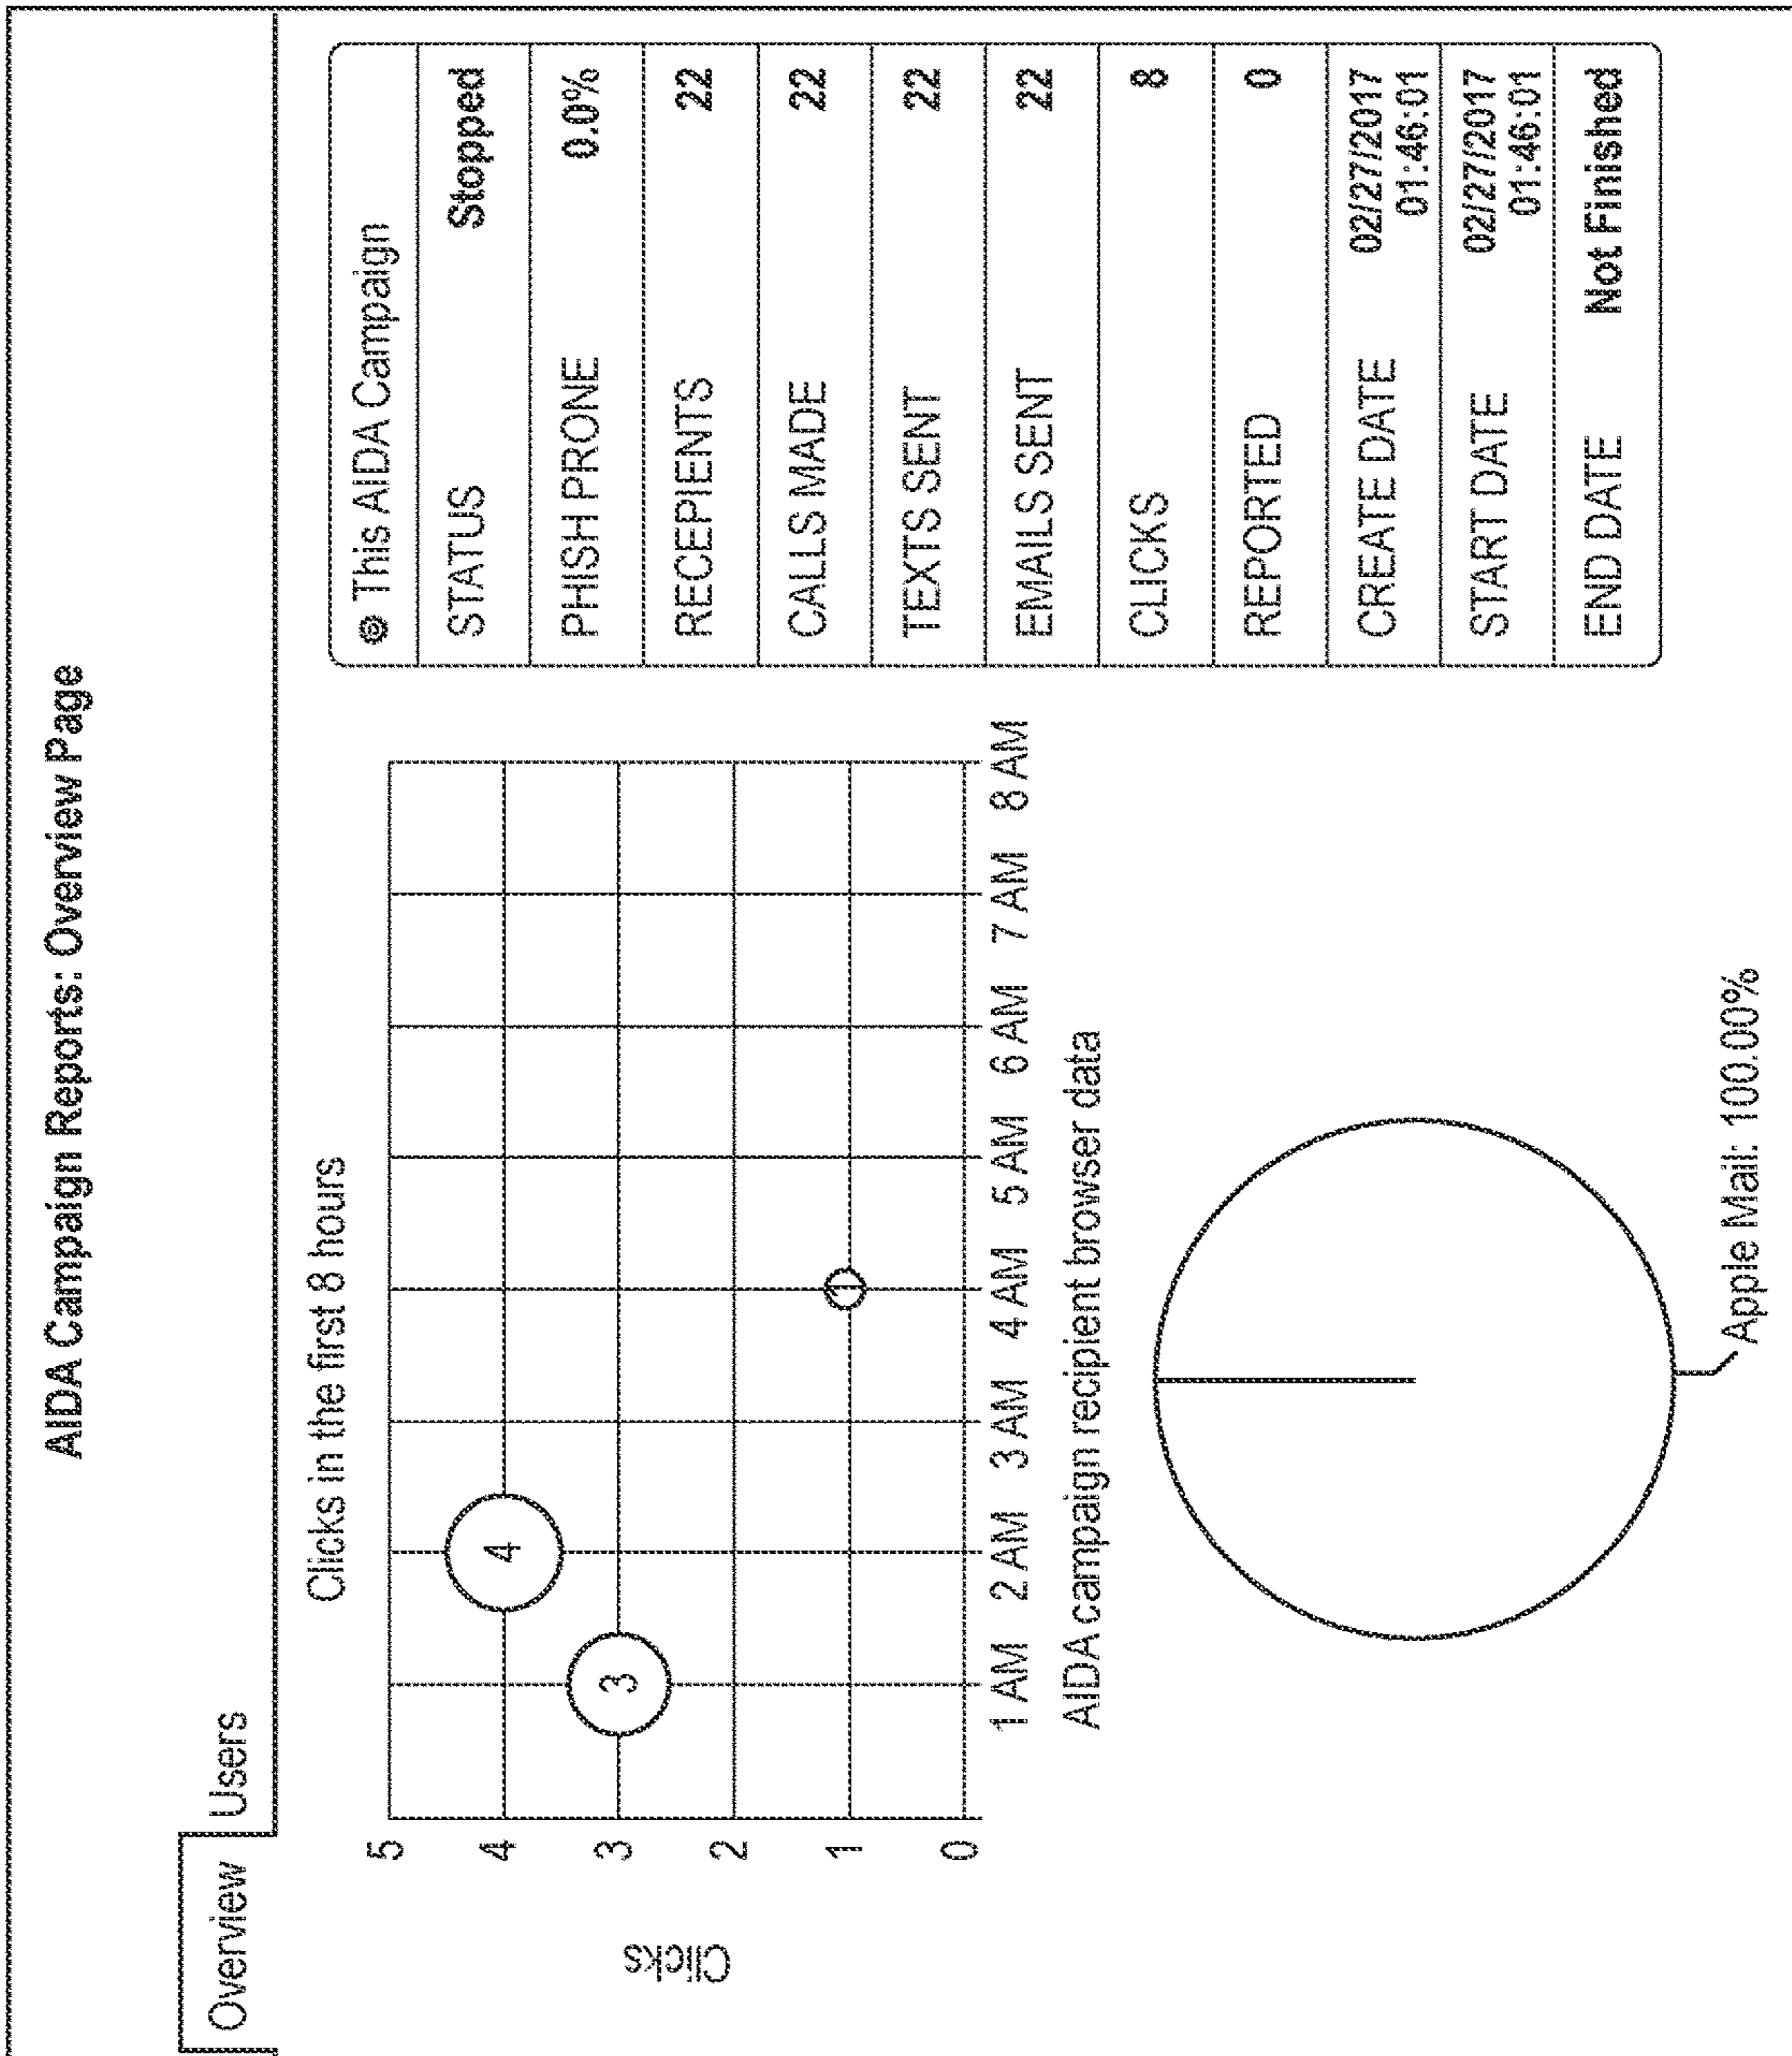 AIDA Campaign Reports: Overview Page
Overview Users
Clicks in the first 8 hours
Clicks
5
4
3
2
1
0
3
4
1
1 AM 2 AM 3 AM 4 AM 5 AM 6 AM 7 AM 8 AM
AIDA campaign recipient browser data
Apple Mail: 100.00%
This AIDA Campaign
STATUS Stopped
PHISH PRONE 0.0%
RECEPIENTS 22
CALLS MADE 22
TEXTS SENT 22
EMAILS SENT 22
CLICKS 8
REPORTED 0
CREATE DATE 02/27/2017
01:46:01
START DATE 02/27/2017
01:46:01
END DATE Not Finished